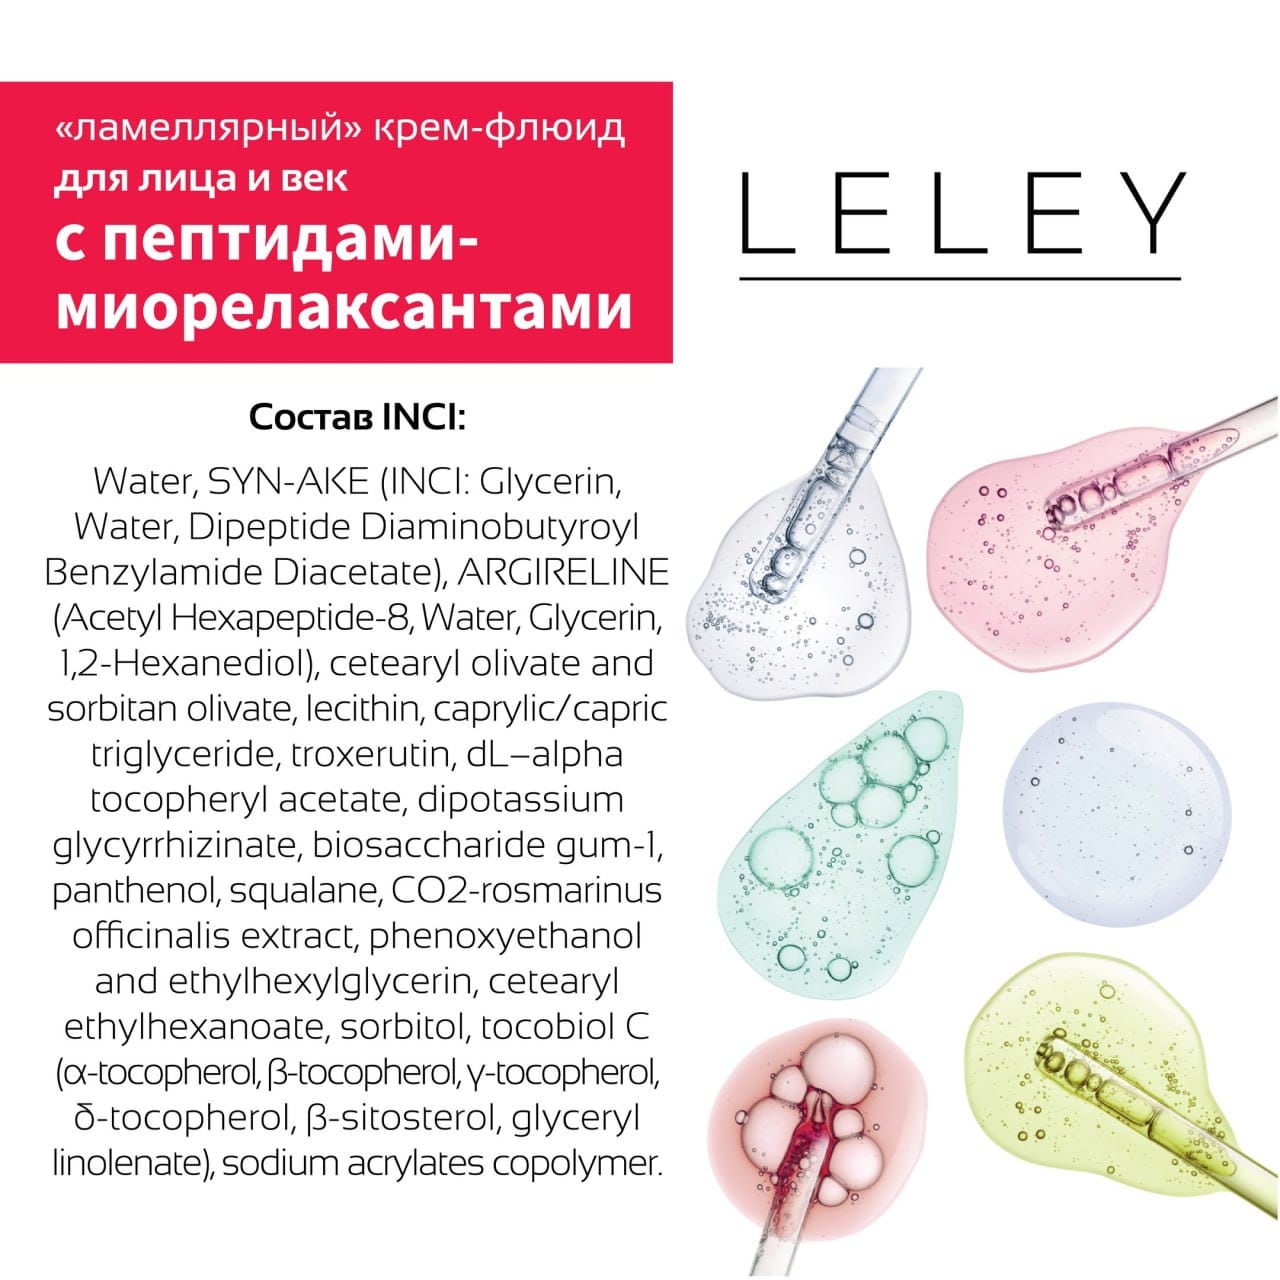 «ламеллярный» крем-флюид
для лица и век
с пептидами-
миорелаксантами
LELEY
Состав INCI:
Water, SYN-AKE (INCI: Glycerin,
Water, Dipeptide Diaminobutyroyl
Benzylamide Diacetate), ARGIRELINE
(Acetyl Hexapeptide-8, Water, Glycerin,
1,2-Hexanediol), cetearyl olivate and
sorbitan olivate, lecithin, caprylic/capric
triglyceride, troxerutin, dL–alpha
tocopheryl acetate, dipotassium
glycyrrhizinate, biosaccharide gum-1,
panthenol, squalane, CO2-rosmarinus
officinalis extract, phenoxyethanol
and ethylhexylglycerin, cetearyl
ethylhexanoate, sorbitol, tocobiol C
(α-tocopherol, β-tocopherol, γ-tocopherol,
δ-tocopherol, β-sitosterol, glyceryl
linolenate), sodium acrylates copolymer.